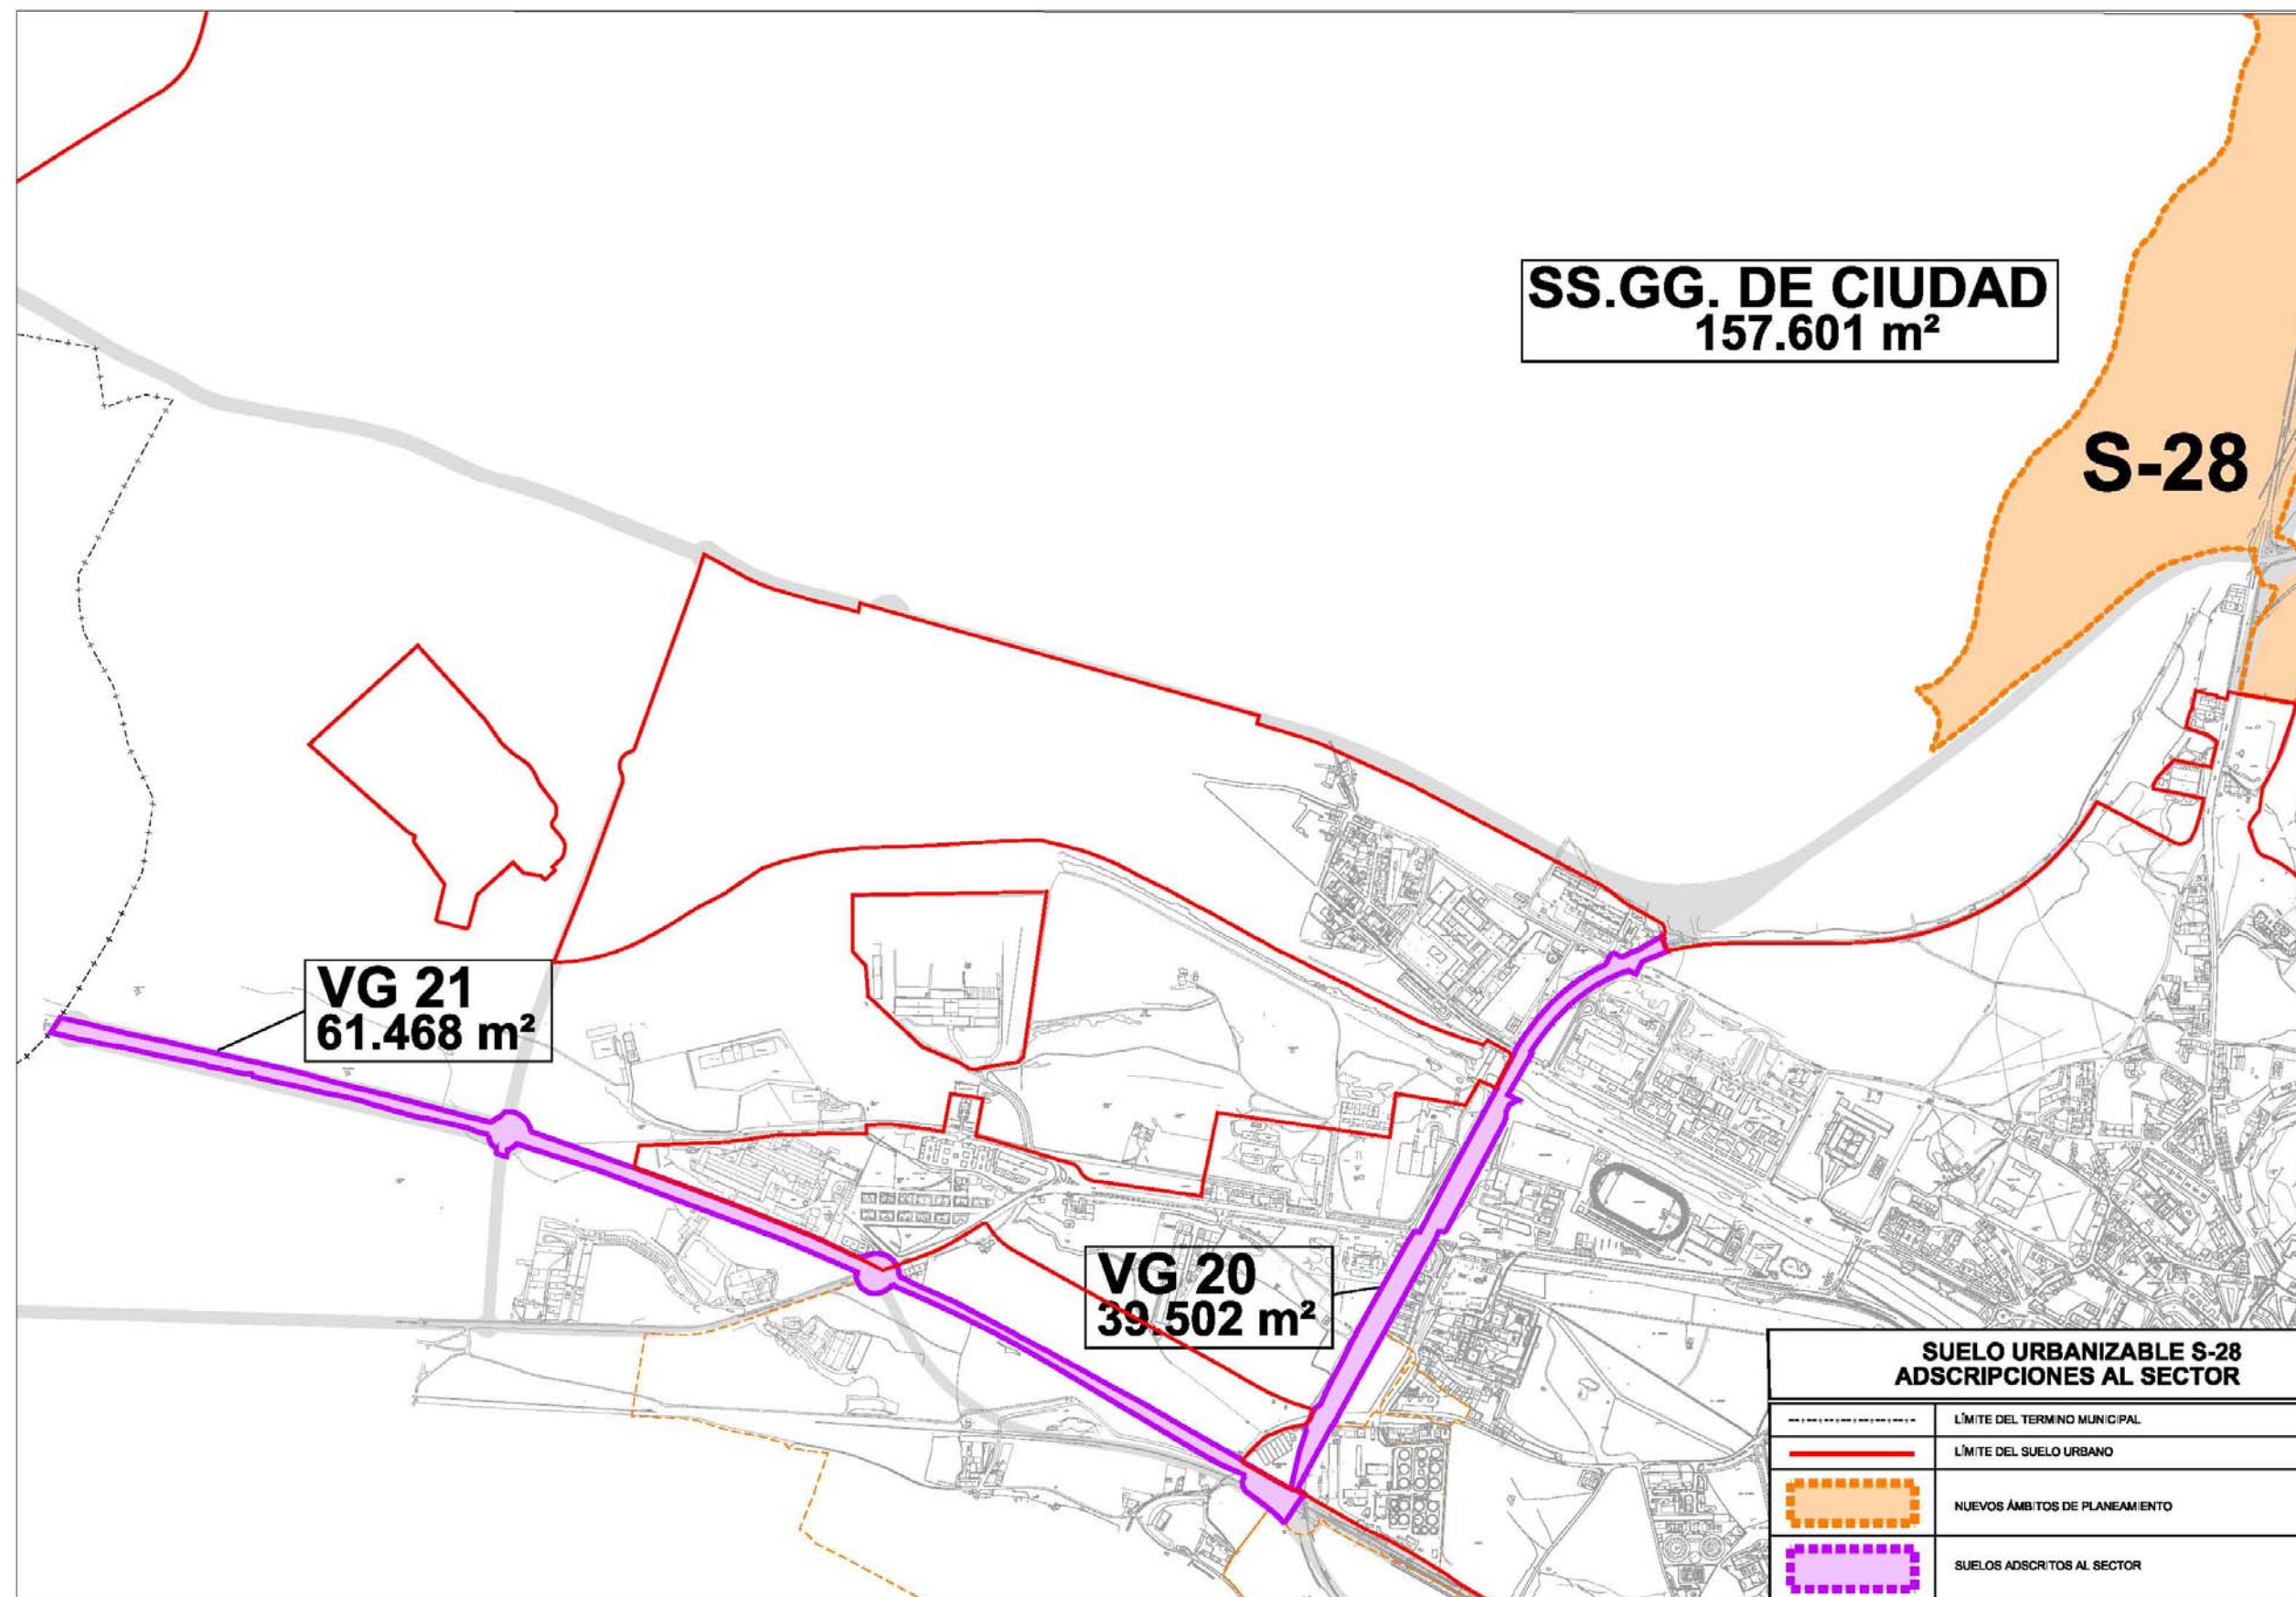 SS.GG. DE CIUDAD
157.601 m²
S-28
VG 21
61.468 m²
VG 20
39.502 m²
SUELO URBANIZABLE S-28
ADSCRIPCIONES AL SECTOR
LÍMITE DEL TERMINO MUNICIPAL
LÍMITE DEL SUELO URBANO
NUEVOS ÁMBITOS DE PLANEAMIENTO
SUELOS ADSCRITOS AL SECTOR